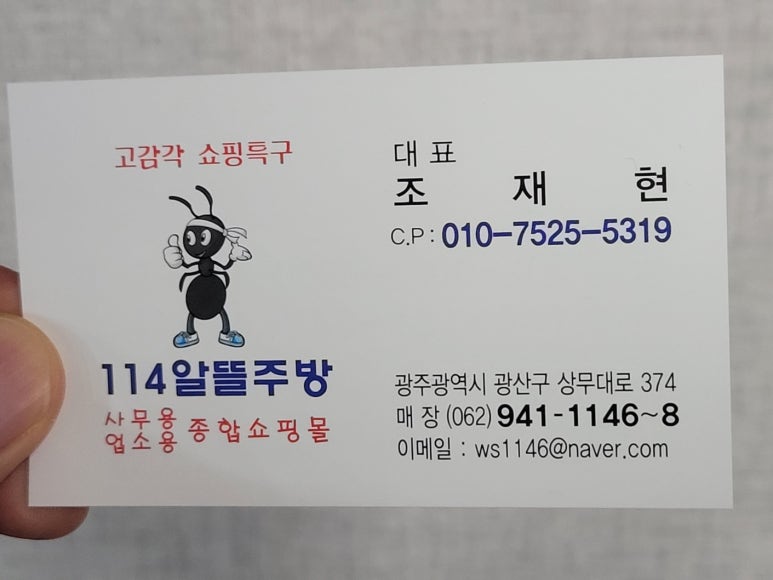 고감각 쇼핑특구
114알뜰주방
사무용
업소용 종합쇼핑몰
대표
조재현
C.P : 010-7525-5319
광주광역시 광산구 상무대로 374
매장 (062) 941-1146~8
이메일 : ws1146@naver.com